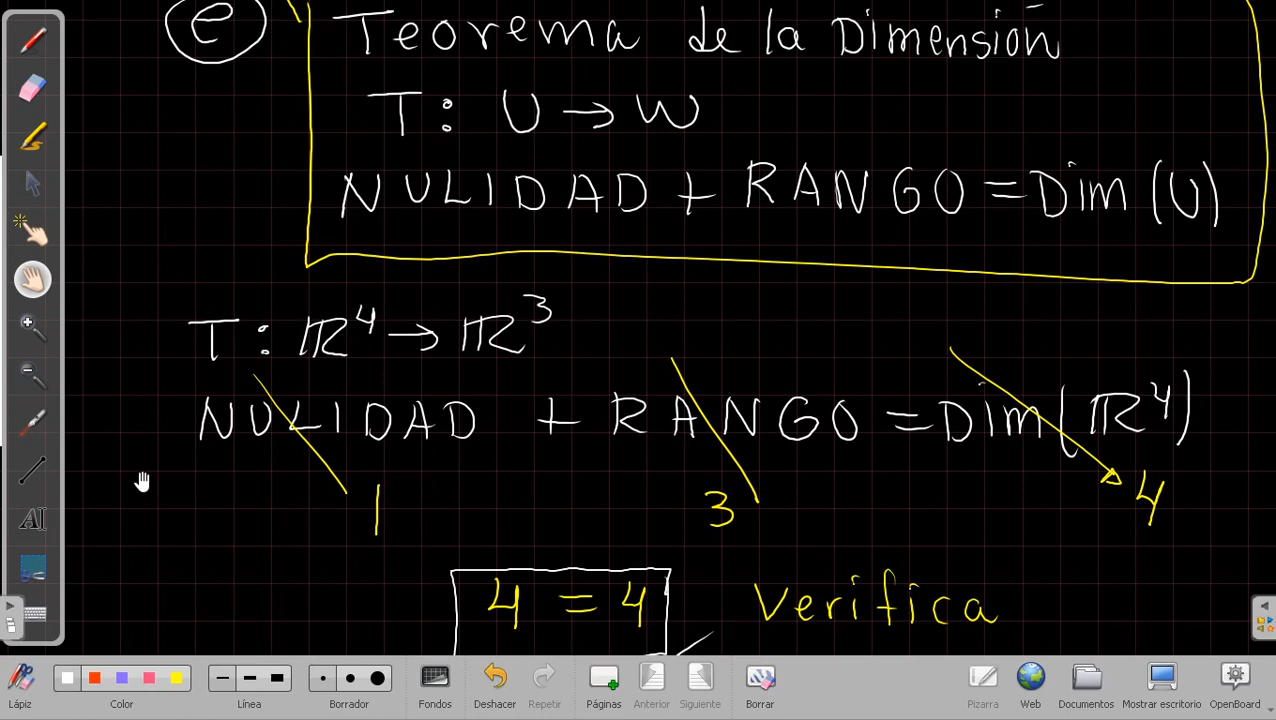 e
Teorema de la Dimensión
T: U → W
NULIDAD + RANGO = Dim (U)
T: ℝ⁴ → ℝ³
NULIDAD + RANGO = Dim(ℝ⁴)
1 3 4
4 = 4 Verifica
AI
Lápiz Color Línea Borrador Fondos Deshacer Repetir Páginas Anterior Siguiente Borrar Pizarra Web Documentos Mostrar escritorio OpenBoard